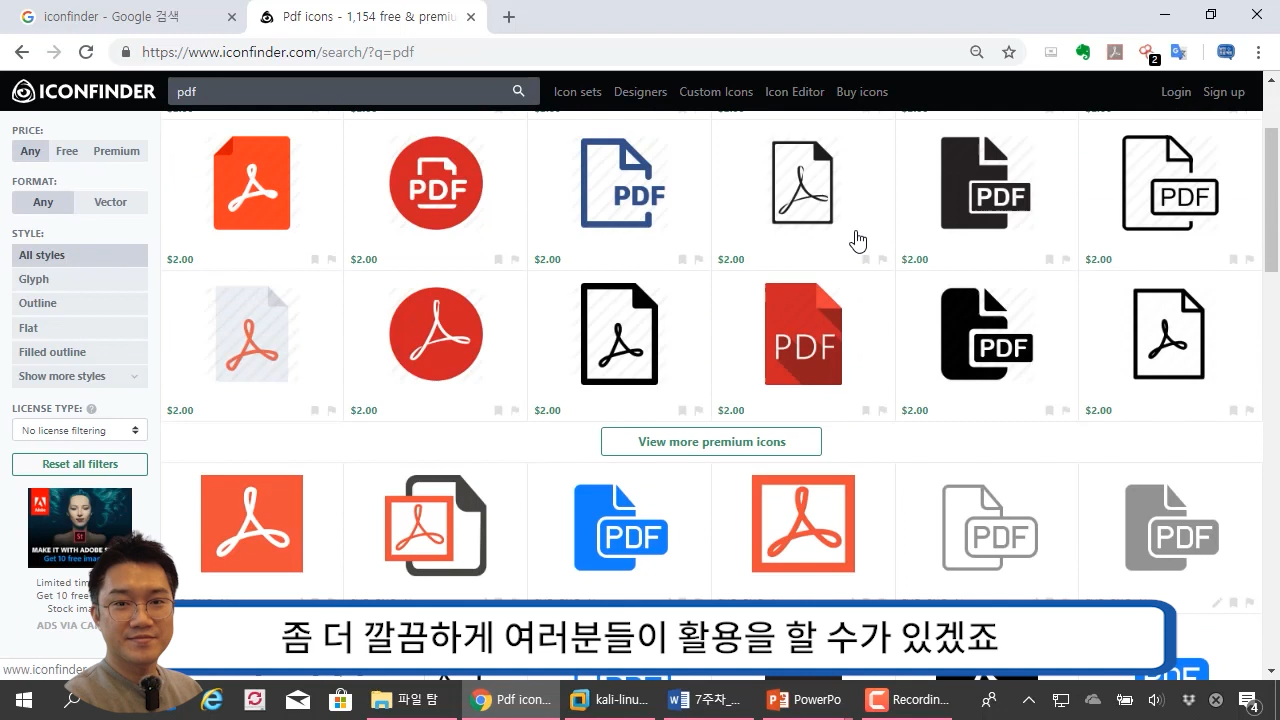 iconfinder - Google 검색
Pdf icons - 1,154 free & premiu
https://www.iconfinder.com/search/?q=pdf
2
ICONFINDER
pdf
Icon sets
Designers
Custom Icons
Icon Editor
Buy icons
Login
Sign up
PRICE:
Any
Free
Premium
FORMAT:
Any
Vector
STYLE:
All styles
Glyph
Outline
Flat
Filled outline
Show more styles
LICENSE TYPE:
No license filtering
Reset all filters
PDF
PDF
PDF
PDF
$2.00
$2.00
$2.00
$2.00
$2.00
$2.00
PDF
PDF
$2.00
$2.00
$2.00
$2.00
$2.00
$2.00
View more premium icons
Adobe
St
MAKE IT WITH ADOBE
Get 10 free
PDF
PDF
PDF
Limited
Get 10 free
Stock
ADS VIA
좀 더 깔끔하게 여러분들이 활용을 할 수가 있겠죠
www.iconfinder
파일 탐
Pdf icon...
kali-linu...
7주차_...
PowerPo
Recordin...
4